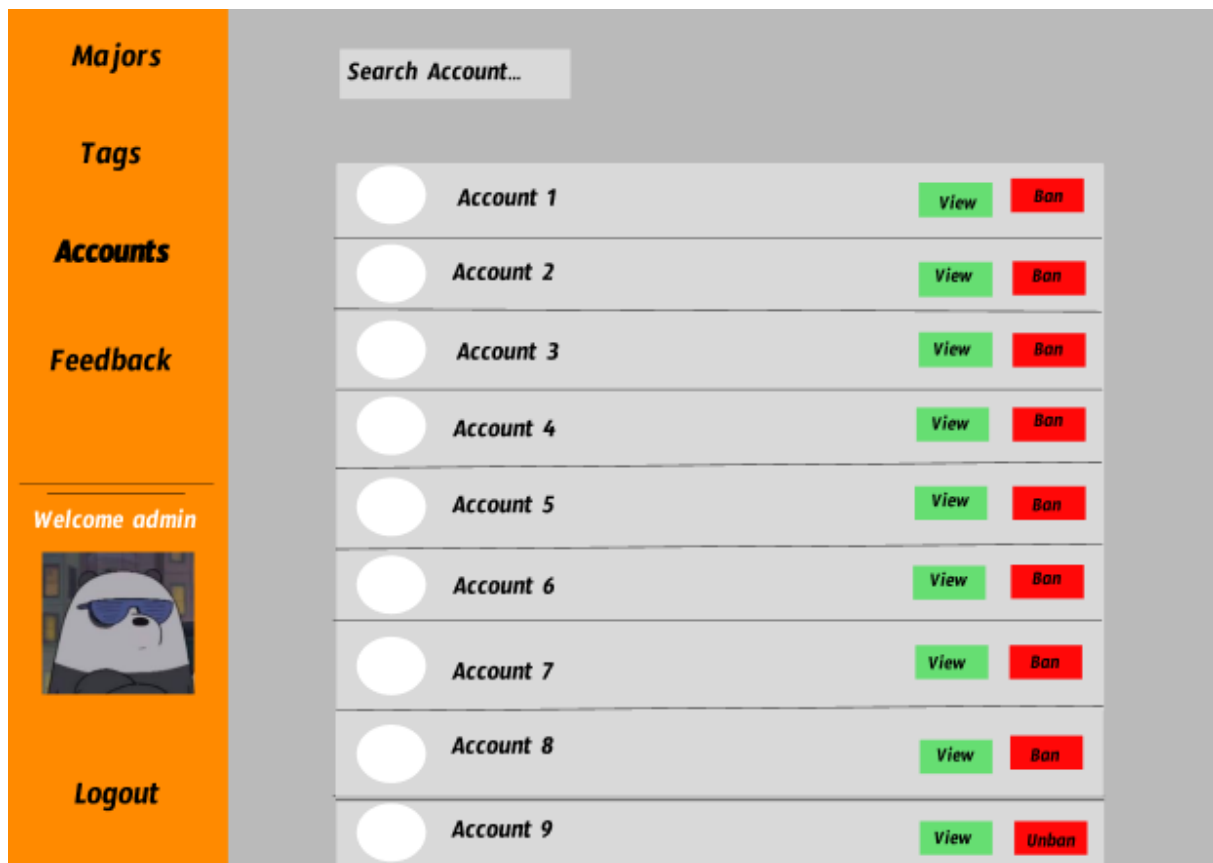 Majors
Tags
Accounts
Feedback
Welcome admin
Logout
Search Account...
Account 1 View Ban
Account 2 View Ban
Account 3 View Ban
Account 4 View Ban
Account 5 View Ban
Account 6 View Ban
Account 7 View Ban
Account 8 View Ban
Account 9 View Unban